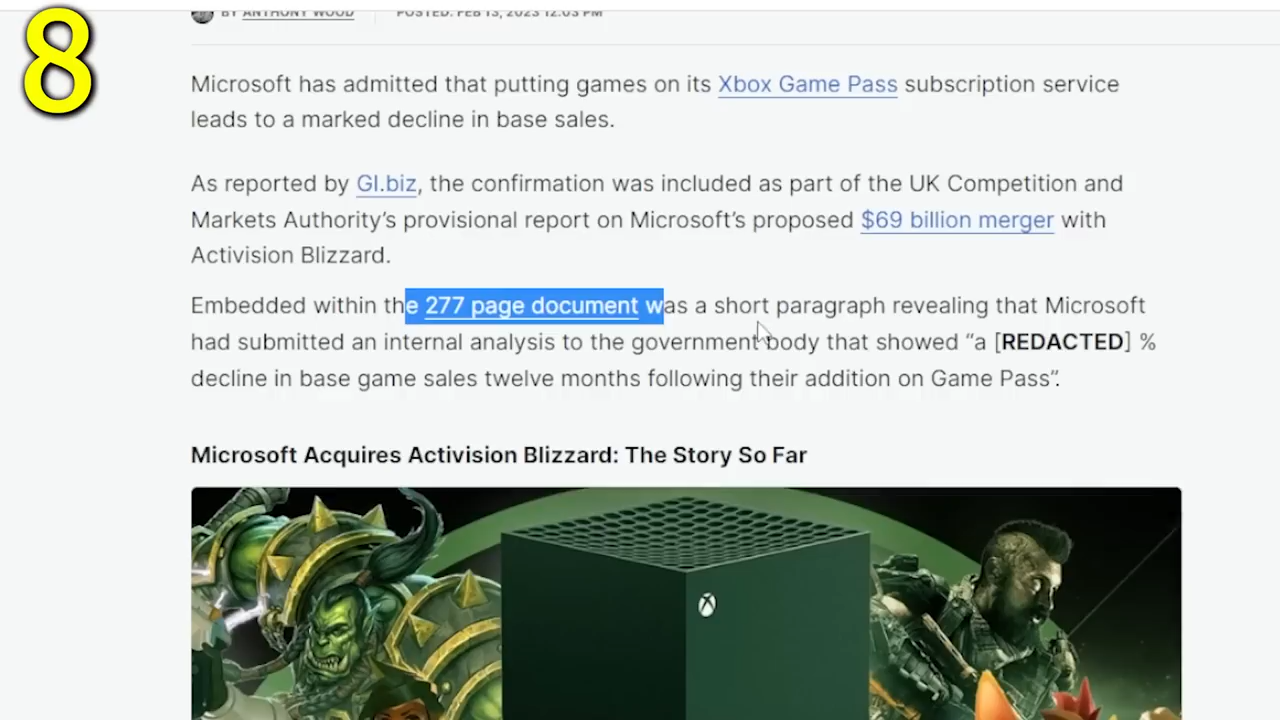 8
BY ANTHONY WOOD POSTED: FEB 13, 2023 12:03 PM
Microsoft has admitted that putting games on its Xbox Game Pass subscription service
leads to a marked decline in base sales.
As reported by GI.biz, the confirmation was included as part of the UK Competition and
Markets Authority’s provisional report on Microsoft’s proposed $69 billion merger with
Activision Blizzard.
Embedded within the 277 page document was a short paragraph revealing that Microsoft
had submitted an internal analysis to the government body that showed “a [REDACTED] %
decline in base game sales twelve months following their addition on Game Pass”.
Microsoft Acquires Activision Blizzard: The Story So Far